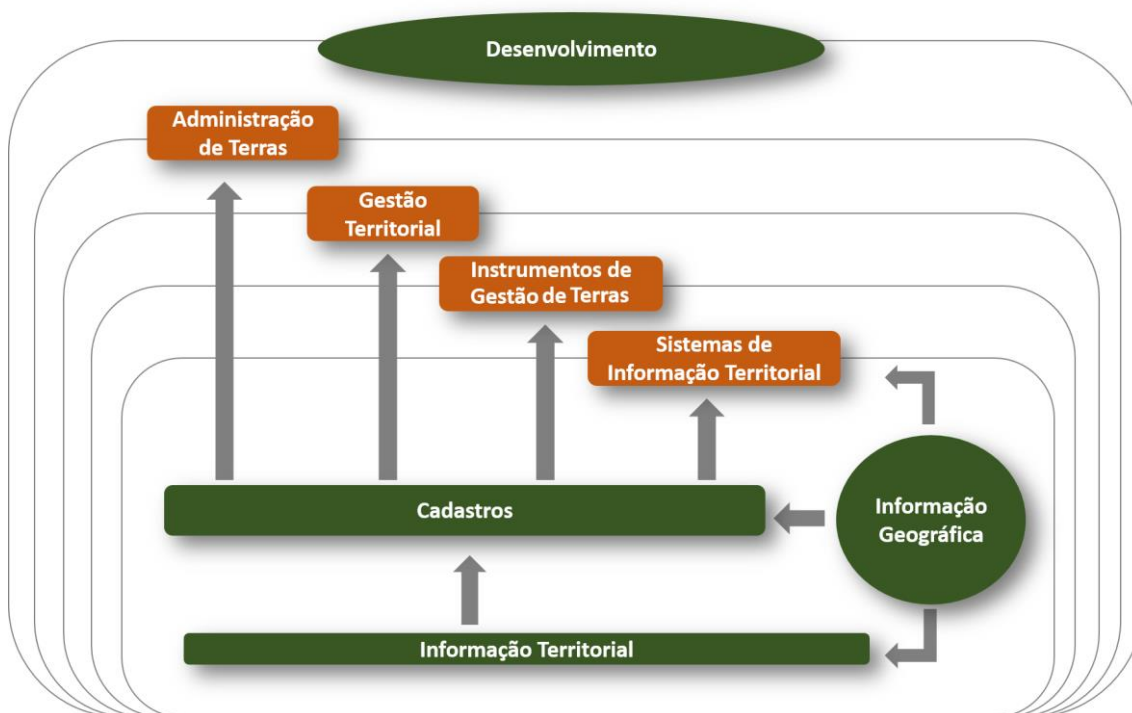 Desenvolvimento
Administração
de Terras
Gestão
Territorial
Instrumentos de
Gestão de Terras
Sistemas de
Informação Territorial
Cadastros
Informação
Geográfica
Informação Territorial